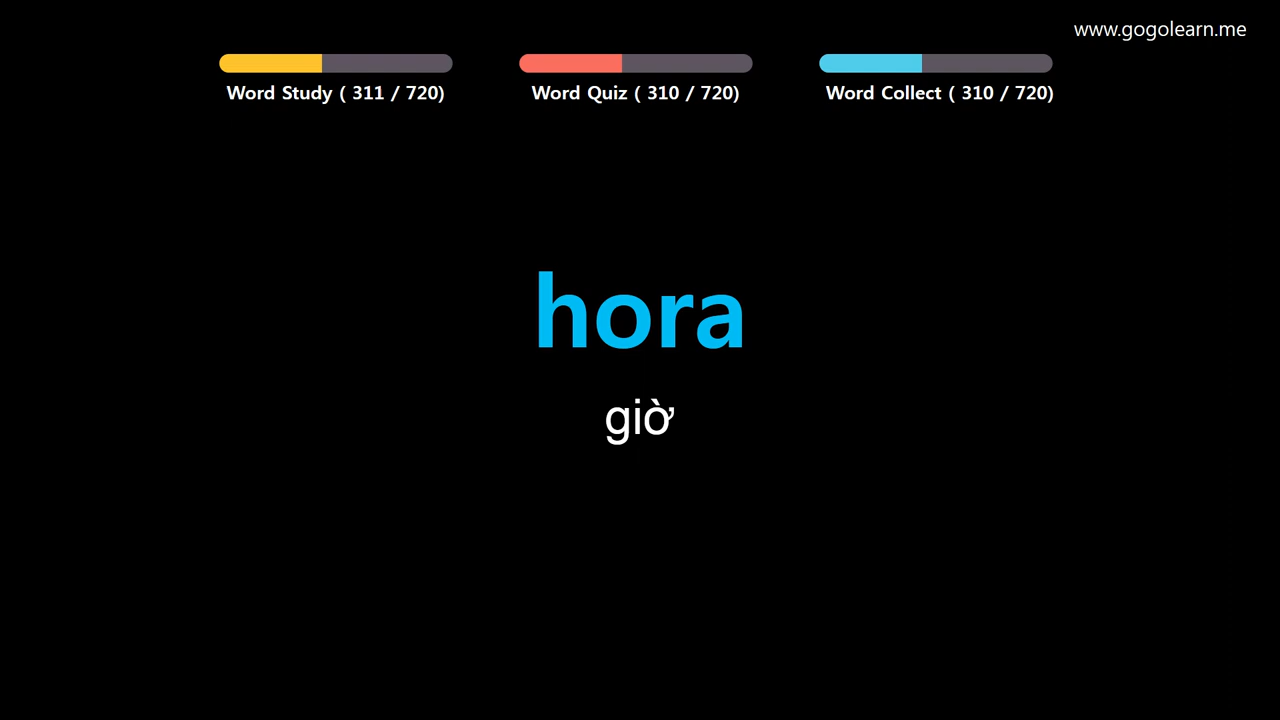 www.gogolearn.me
Word Study ( 311 / 720)
Word Quiz ( 310 / 720)
Word Collect ( 310 / 720)
hora
giờ